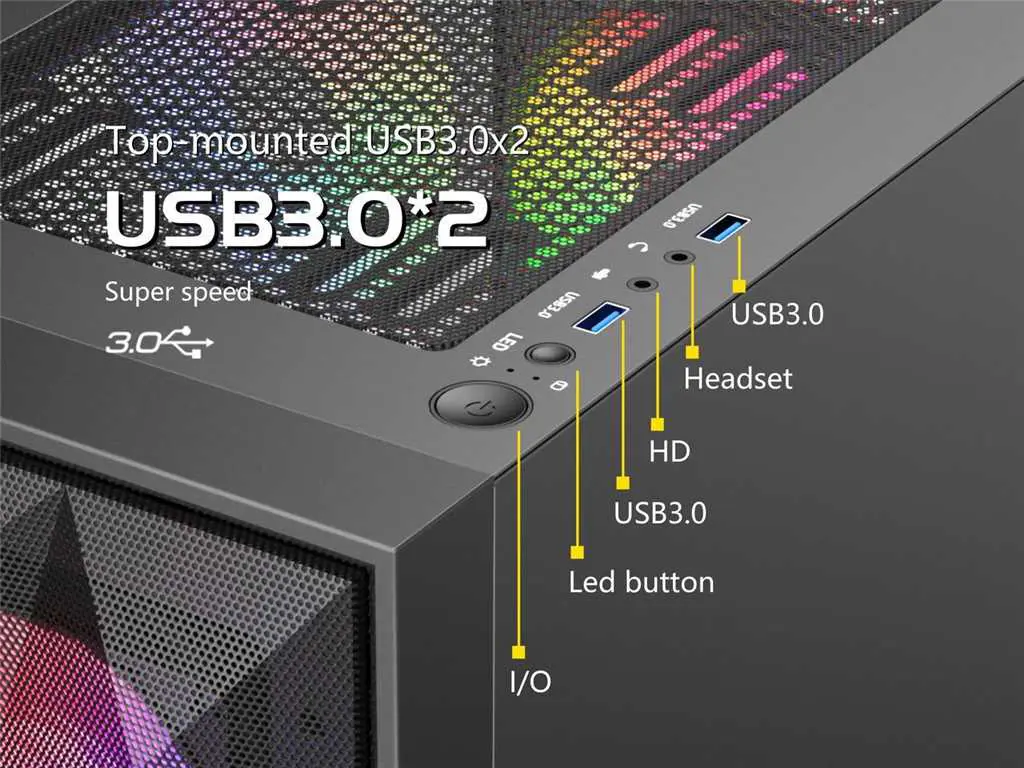 Top-mounted USB3.0x2
USB3.0*2
Super speed
3.0
USB3.0
USB3.0
LED
USB3.0
Headset
HD
USB3.0
Led button
I/O